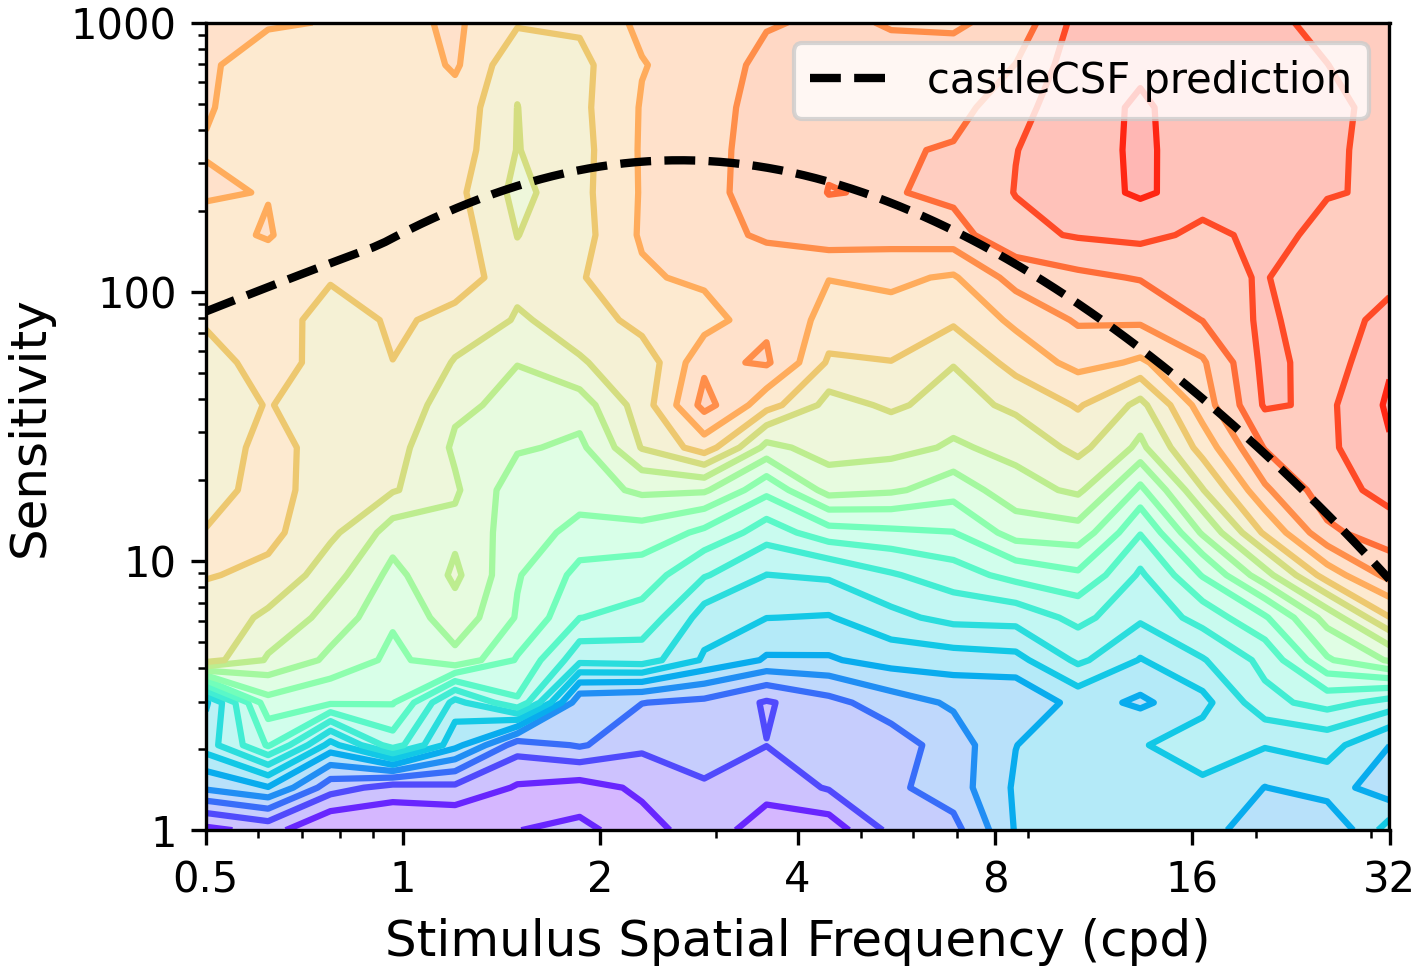 1000
castleCSF prediction
100
Sensitivity
10
1
0.5 1 2 4 8 16 32
Stimulus Spatial Frequency (cpd)